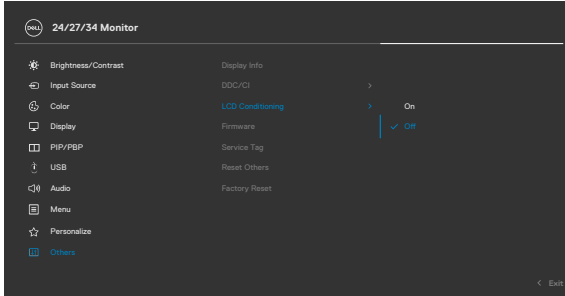 DELL
24/27/34 Monitor
Brightness/Contrast
Display Info
Input Source
DDC/CI
Color
LCD Conditioning
On
Display
Firmware
Off
PIP/PBP
Service Tag
USB
Reset Others
Audio
Factory Reset
Menu
Personalize
Others
Exit